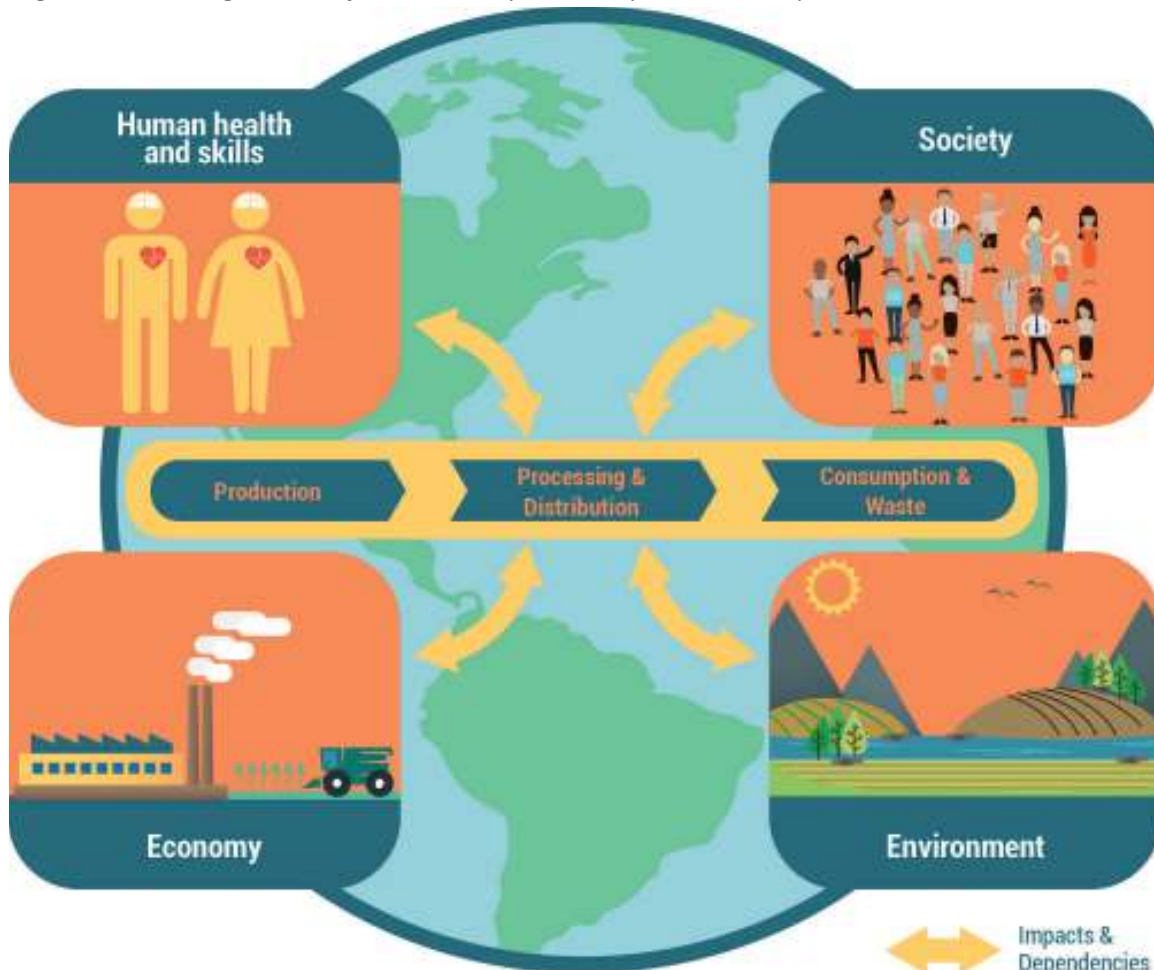 Human health
and skills
Society
Production
Processing &
Distribution
Consumption &
Waste
Economy
Environment
Impacts &
Dependencies